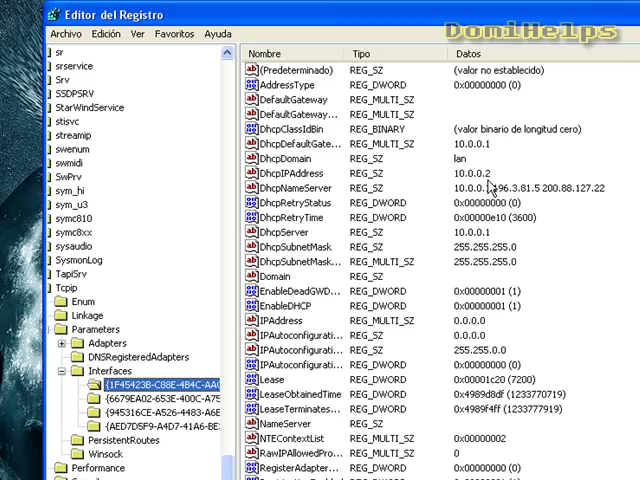 Editor del Registro
DomiHelps
Archivo Edición Ver Favoritos Ayuda
sr
srservice
Srv
SSDPSRV
StarWindService
stisvc
streamip
swenum
swmidi
SwPrv
sym_hi
sym_u3
symc810
symc8xx
sysaudio
SysmonLog
TapiSrv
Tcpip
Enum
Linkage
Parameters
Adapters
DNSRegisteredAdapters
Interfaces
{1F45423B-C88E-4B4C-AAC
{6679EA02-653E-400C-A75
{945316CE-A526-4483-A6E
{AED7D5F9-A4D7-41A6-BE
PersistentRoutes
Winsock
Performance
Nombre Tipo Datos
(Predeterminado) REG_SZ (valor no establecido)
AddressType REG_DWORD 0x00000000 (0)
DefaultGateway REG_MULTI_SZ
DefaultGateway... REG_MULTI_SZ
DhcpClassIdBin REG_BINARY (valor binario de longitud cero)
DhcpDefaultGate... REG_MULTI_SZ 10.0.0.1
DhcpDomain REG_SZ lan
DhcpIPAddress REG_SZ 10.0.0.2
DhcpNameServer REG_SZ 10.0.0. 196.3.81.5 200.88.127.22
DhcpRetryStatus REG_DWORD 0x00000000 (0)
DhcpRetryTime REG_DWORD 0x00000e10 (3600)
DhcpServer REG_SZ 10.0.0.1
DhcpSubnetMask REG_SZ 255.255.255.0
DhcpSubnetMask... REG_MULTI_SZ 255.255.255.0
Domain REG_SZ
EnableDeadGWD... REG_DWORD 0x00000001 (1)
EnableDHCP REG_DWORD 0x00000001 (1)
IPAddress REG_MULTI_SZ 0.0.0.0
IPAutoconfigurati... REG_SZ 0.0.0.0
IPAutoconfigurati... REG_SZ 255.255.0.0
IPAutoconfigurati... REG_DWORD 0x00000000 (0)
Lease REG_DWORD 0x00001c20 (7200)
LeaseObtainedTime REG_DWORD 0x4989d8df (1233770719)
LeaseTerminates... REG_DWORD 0x4989f4ff (1233777919)
NameServer REG_SZ
NTEContextList REG_MULTI_SZ 0x00000002
RawIPAllowedPro... REG_MULTI_SZ 0
RegisterAdapter... REG_DWORD 0x00000000 (0)